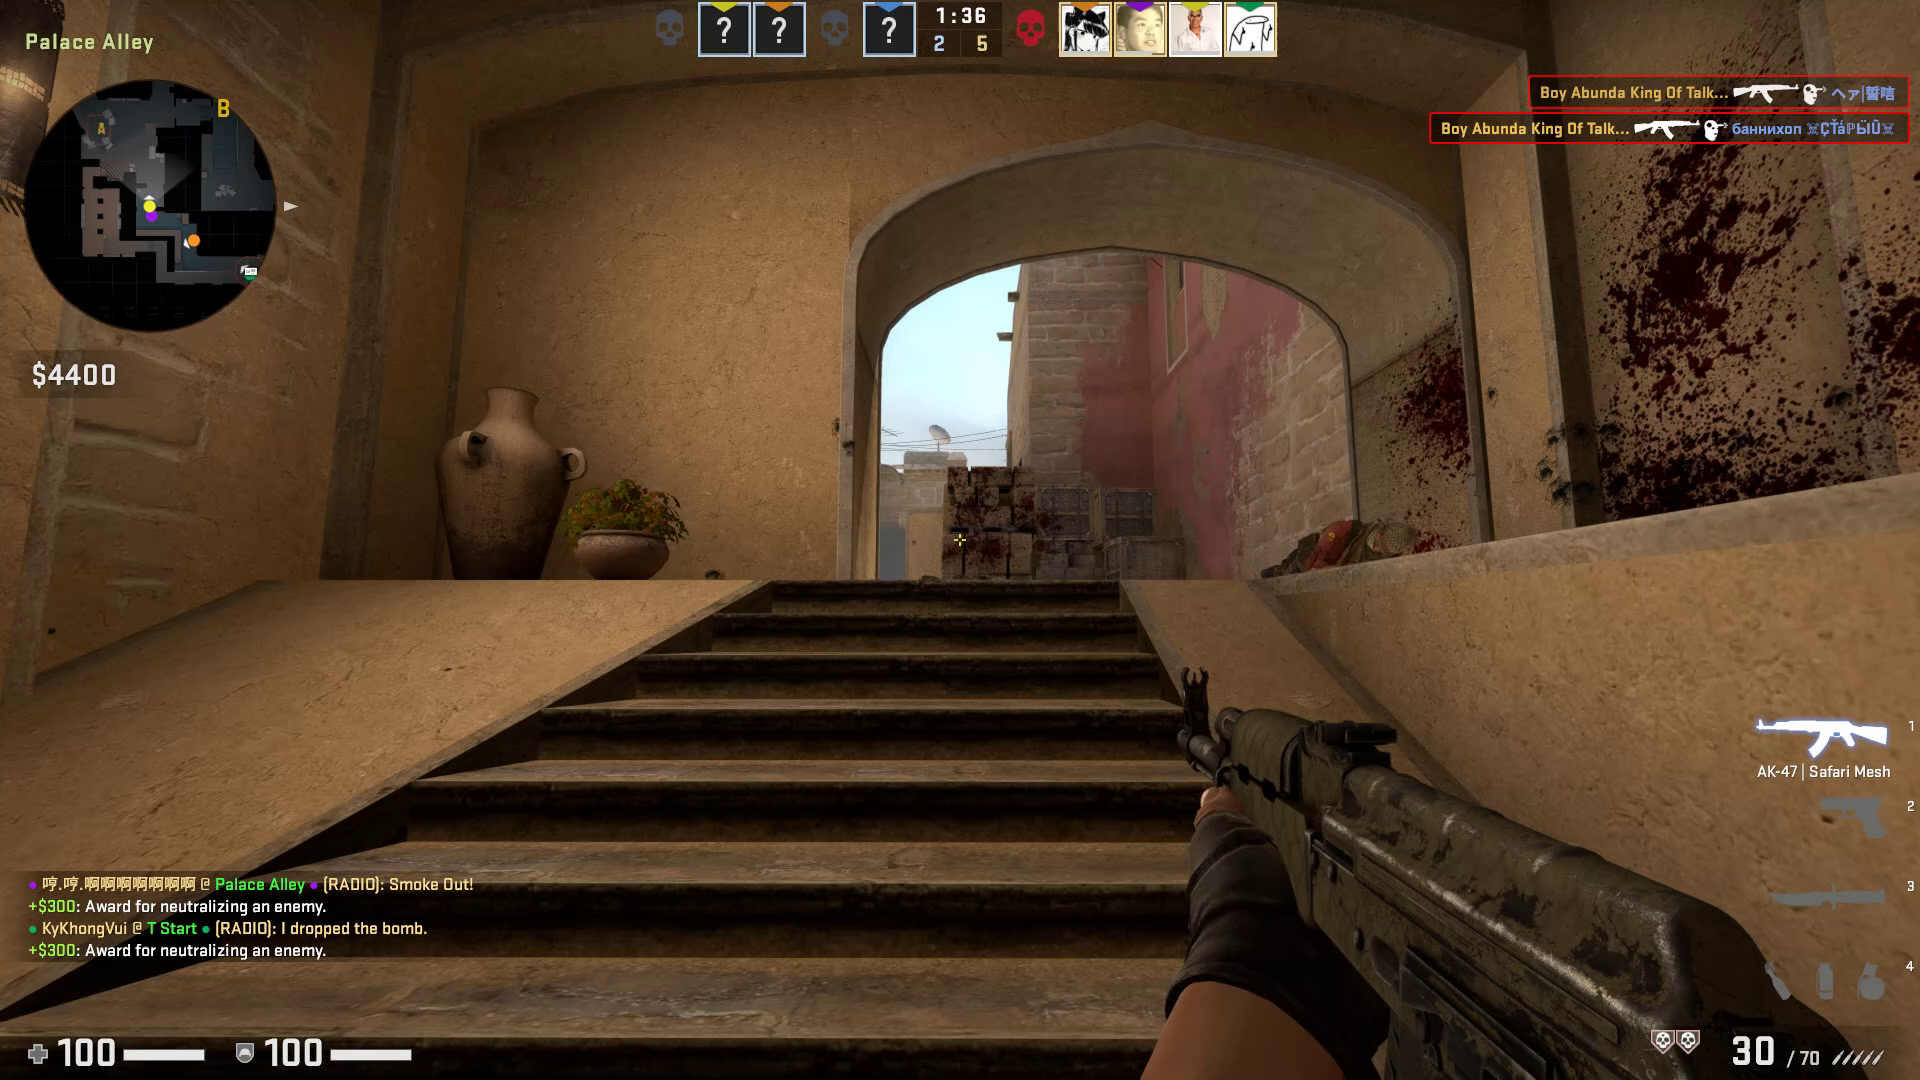 Palace Alley
? ? ? 1:36
2 5
B
A
Boy Abunda King Of Talk...
Boy Abunda King Of Talk... баннихоп
$4400
AK-47 | Safari Mesh
1
2
3
4
哼.哼.啊啊啊啊啊啊啊 @ Palace Alley (RADIO): Smoke Out!
+$300: Award for neutralizing an enemy.
KyKhongVui @ T Start (RADIO): I dropped the bomb.
+$300: Award for neutralizing an enemy.
100 100
30 / 70